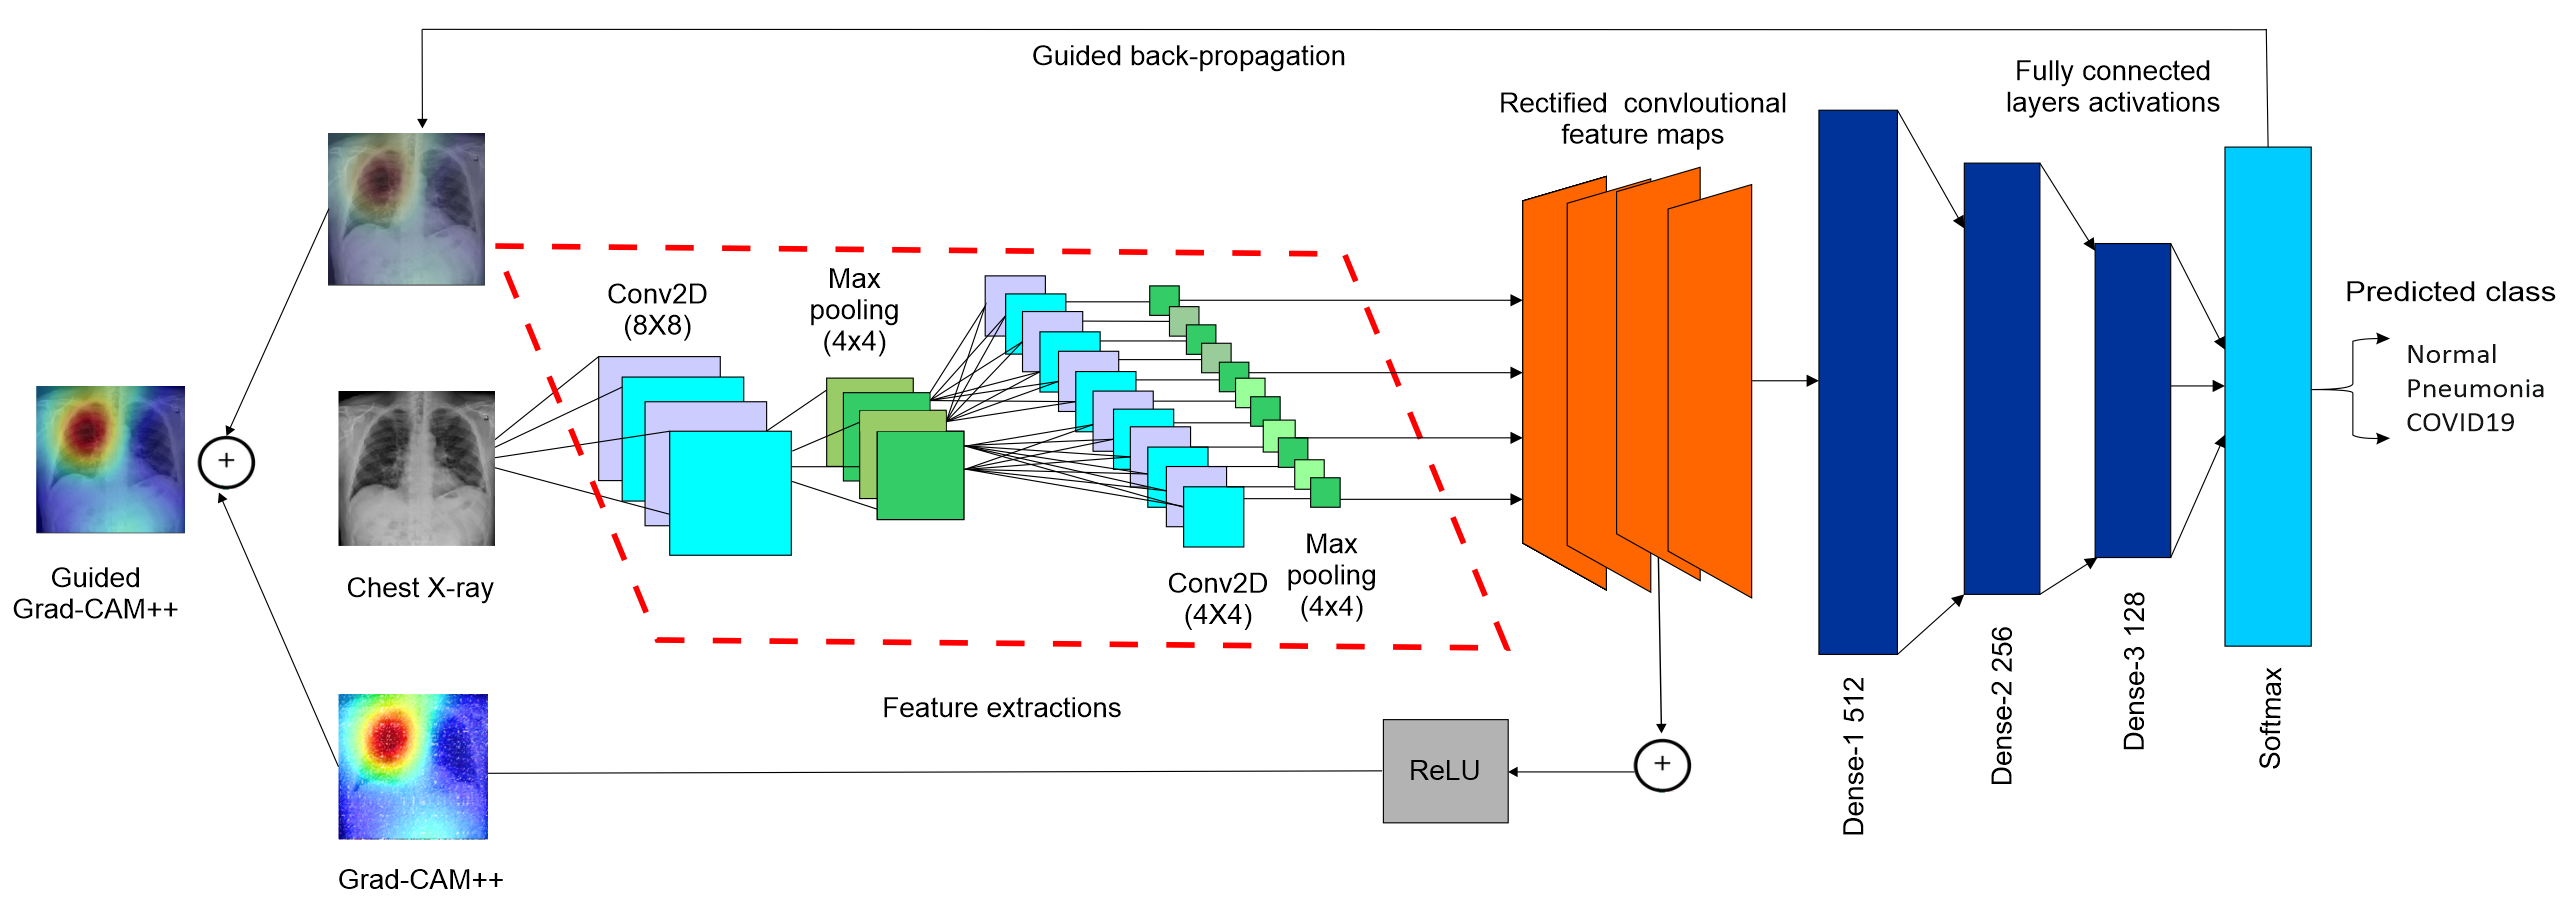 Guided back-propagation
Fully connected
layers activations
Rectified convloutional
feature maps
Conv2D
(8X8)
Max
pooling
(4x4)
Predicted class
Normal
Pneumonia
COVID19
+
Guided
Grad-CAM++
Chest X-ray
Conv2D
(4X4)
Max
pooling
(4x4)
Feature extractions
ReLU
+
Dense-1 512
Dense-2 256
Dense-3 128
Softmax
Grad-CAM++